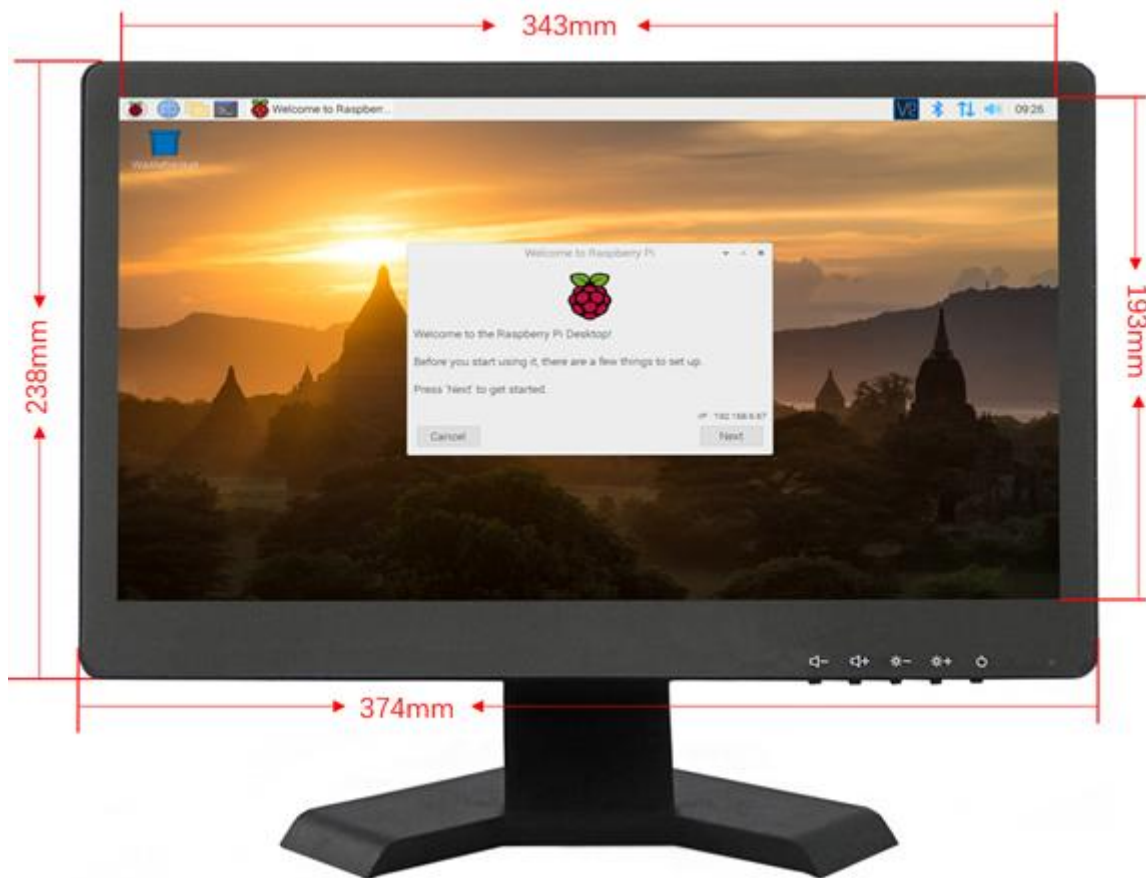 343mm
Welcome to Raspberr...
09:26
Welcome to Raspberry Pi
Welcome to the Raspberry Pi Desktop!
Before you start using it, there are a few things to set up.
Press 'Next' to get started.
Cancel
Next
238mm
193mm
374mm